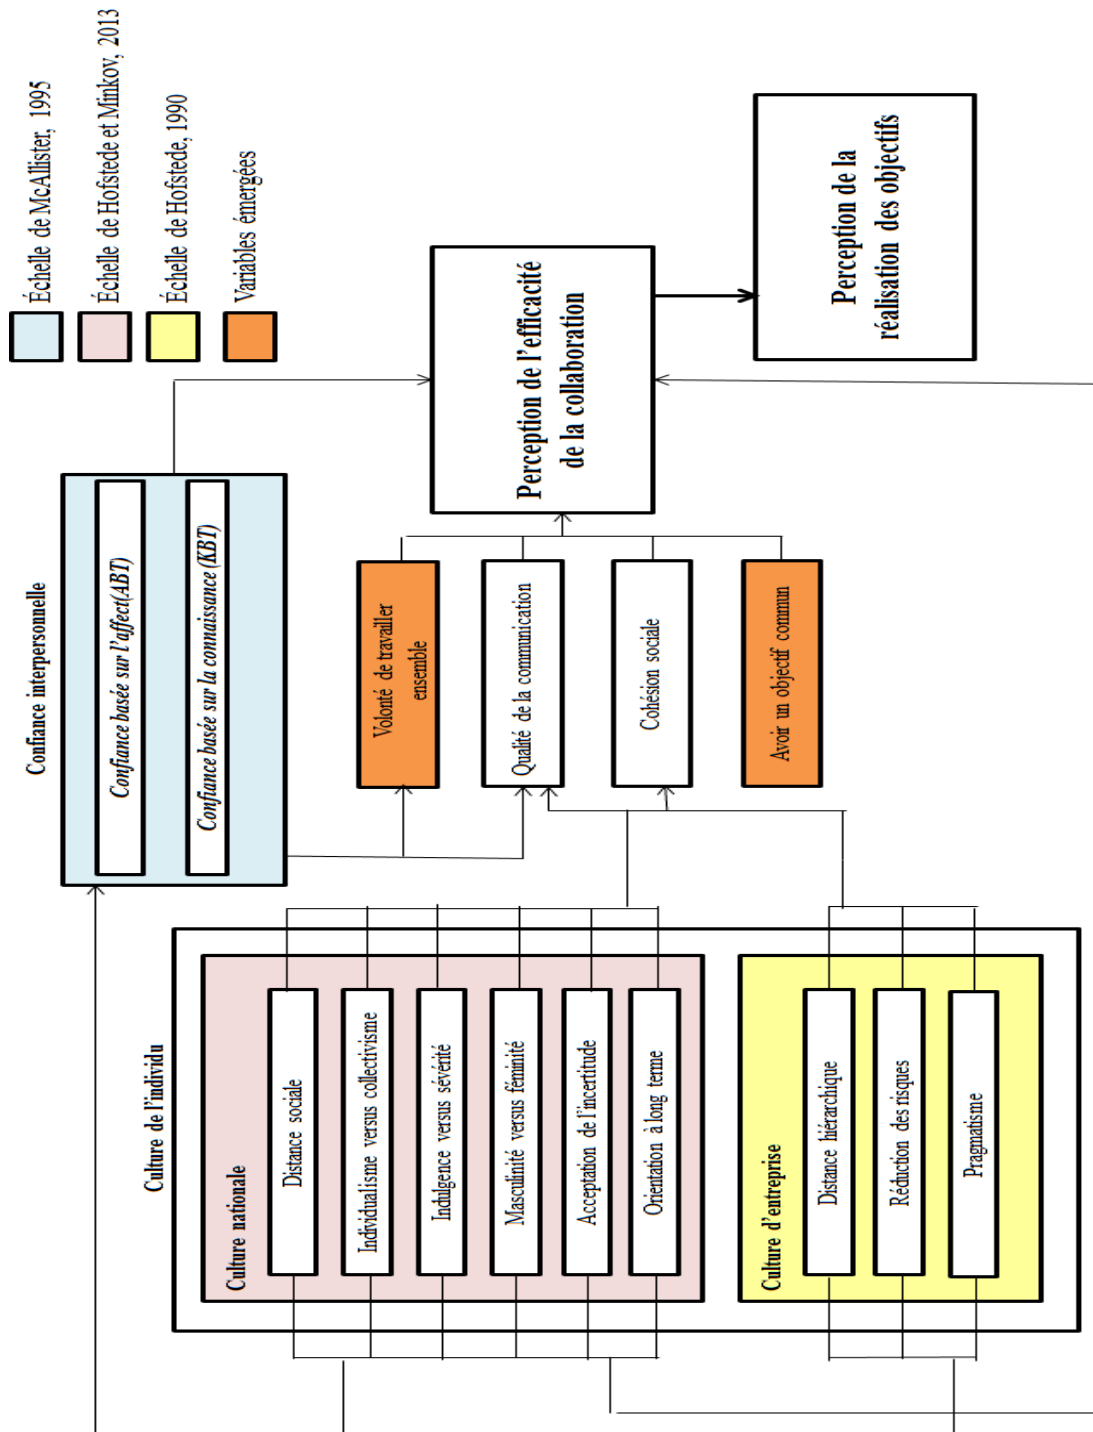 Échelle de McAllister, 1995
Échelle de Hofstede et Minkov, 2013
Échelle de Hofstede, 1990
Variables émergées
Confiance interpersonnelle
Confiance basée sur l'affect(ABT)
Confiance basée sur la connaissance (KBT)
Culture de l'individu
Culture nationale
Distance sociale
Individualisme versus collectivisme
Indulgence versus sévérité
Masculinité versus féminité
Acceptation de l'incertitude
Orientation à long terme
Culture d'entreprise
Distance hiérarchique
Réduction des risques
Pragmatisme
Volonté de travailler
ensemble
Qualité de la communication
Cohésion sociale
Avoir un objectif commun
Perception de l'efficacité
de la collaboration
Perception de la
réalisation des objectifs